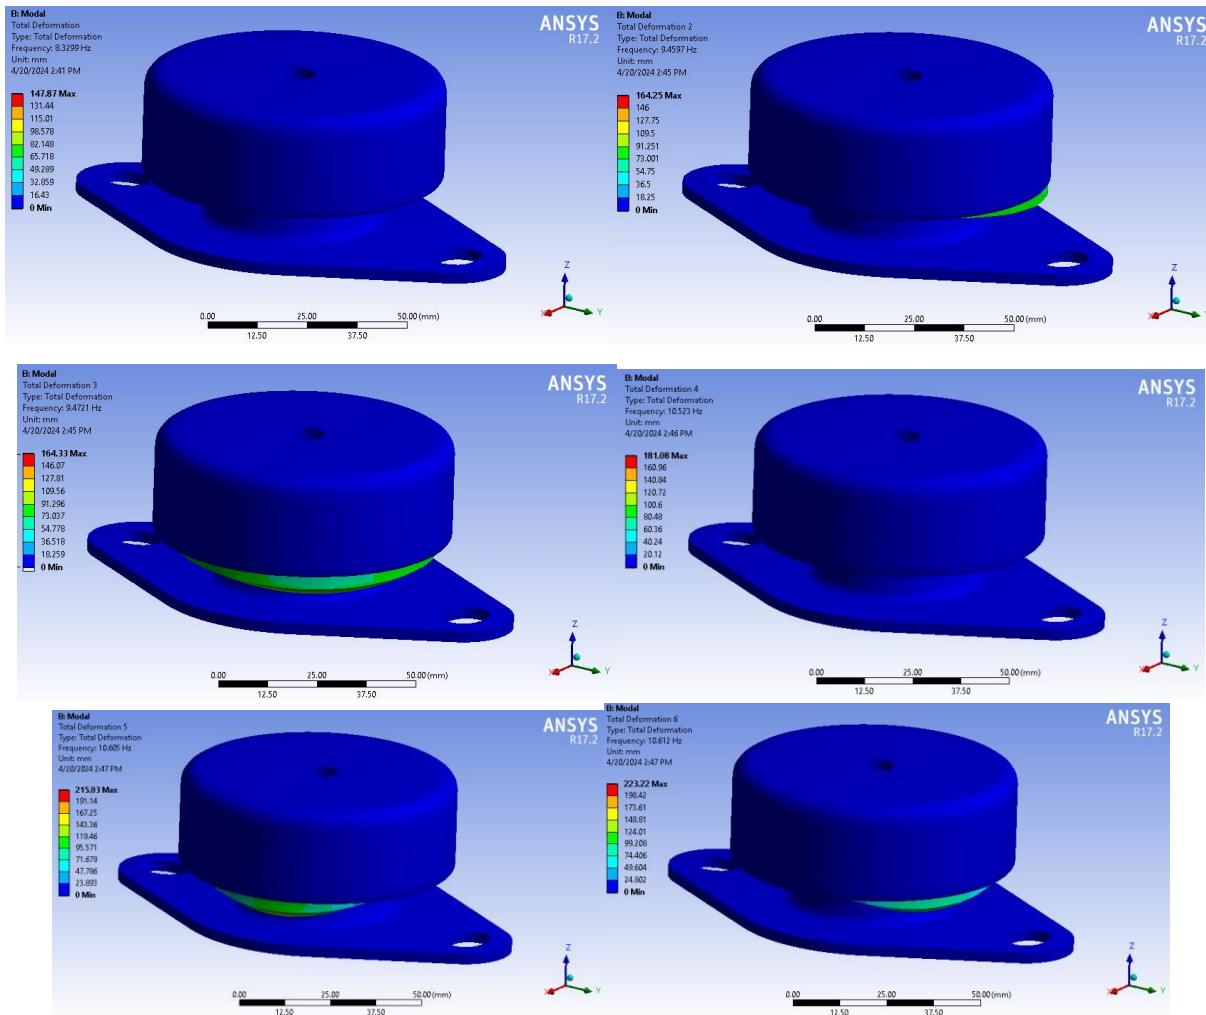 B: Modal
Total Deformation
Type: Total Deformation
Frequency: 8.3299 Hz
Unit: mm
4/20/2024 2:41 PM
147.87 Max
131.44
115.01
98.578
82.148
65.718
49.289
32.859
16.43
0 Min
ANSYS
R17.2
Z
X
Y
0.00 25.00 50.00 (mm)
12.50 37.50
B: Modal
Total Deformation 2
Type: Total Deformation
Frequency: 9.4597 Hz
Unit: mm
4/20/2024 2:45 PM
164.25 Max
146
127.75
109.5
91.251
73.001
54.75
36.5
18.25
0 Min
ANSYS
R17.2
Z
X
Y
0.00 25.00 50.00 (mm)
12.50 37.50
B: Modal
Total Deformation 3
Type: Total Deformation
Frequency: 9.4721 Hz
Unit: mm
4/20/2024 2:45 PM
164.33 Max
146.07
127.81
109.56
91.296
73.037
54.778
36.518
18.259
0 Min
ANSYS
R17.2
Z
X
Y
0.00 25.00 50.00 (mm)
12.50 37.50
B: Modal
Total Deformation 4
Type: Total Deformation
Frequency: 10.523 Hz
Unit: mm
4/20/2024 2:46 PM
181.08 Max
160.96
140.84
120.72
100.6
80.48
60.36
40.24
20.12
0 Min
ANSYS
R17.2
Z
X
Y
0.00 25.00 50.00 (mm)
12.50 37.50
B: Modal
Total Deformation 5
Type: Total Deformation
Frequency: 10.605 Hz
Unit: mm
4/20/2024 2:47 PM
215.03 Max
191.14
167.25
143.36
119.46
95.571
71.678
47.786
23.893
0 Min
ANSYS
R17.2
Z
X
Y
0.00 25.00 50.00 (mm)
12.50 37.50
B: Modal
Total Deformation 6
Type: Total Deformation
Frequency: 10.612 Hz
Unit: mm
4/20/2024 2:47 PM
223.22 Max
198.42
173.61
148.81
124.01
99.208
74.406
49.604
24.802
0 Min
ANSYS
R17.2
Z
X
Y
0.00 25.00 50.00 (mm)
12.50 37.50